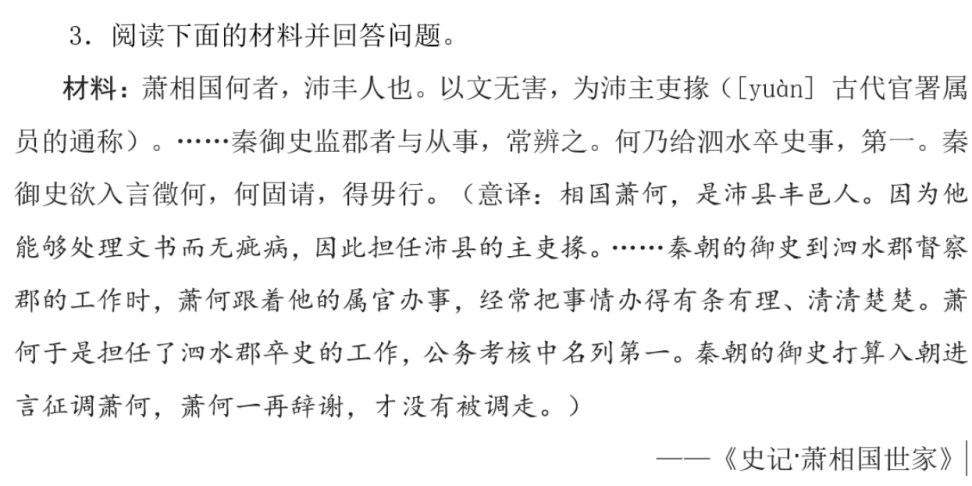 3．阅读下面的材料并回答问题。
材料：萧相国何者，沛丰人也。以文无害，为沛主吏掾（[yuàn] 古代官署属
员的通称）。……秦御史监郡者与从事，常辨之。何乃给泗水卒史事，第一。秦
御史欲入言徵何，何固请，得毋行。（意译：相国萧何，是沛县丰邑人。因为他
能够处理文书而无疵病，因此担任沛县的主吏掾。……秦朝的御史到泗水郡督察
郡的工作时，萧何跟着他的属官办事，经常把事情办得有条有理、清清楚楚。萧
何于是担任了泗水郡卒史的工作，公务考核中名列第一。秦朝的御史打算入朝进
言征调萧何，萧何一再辞谢，才没有被调走。）
——《史记·萧相国世家》